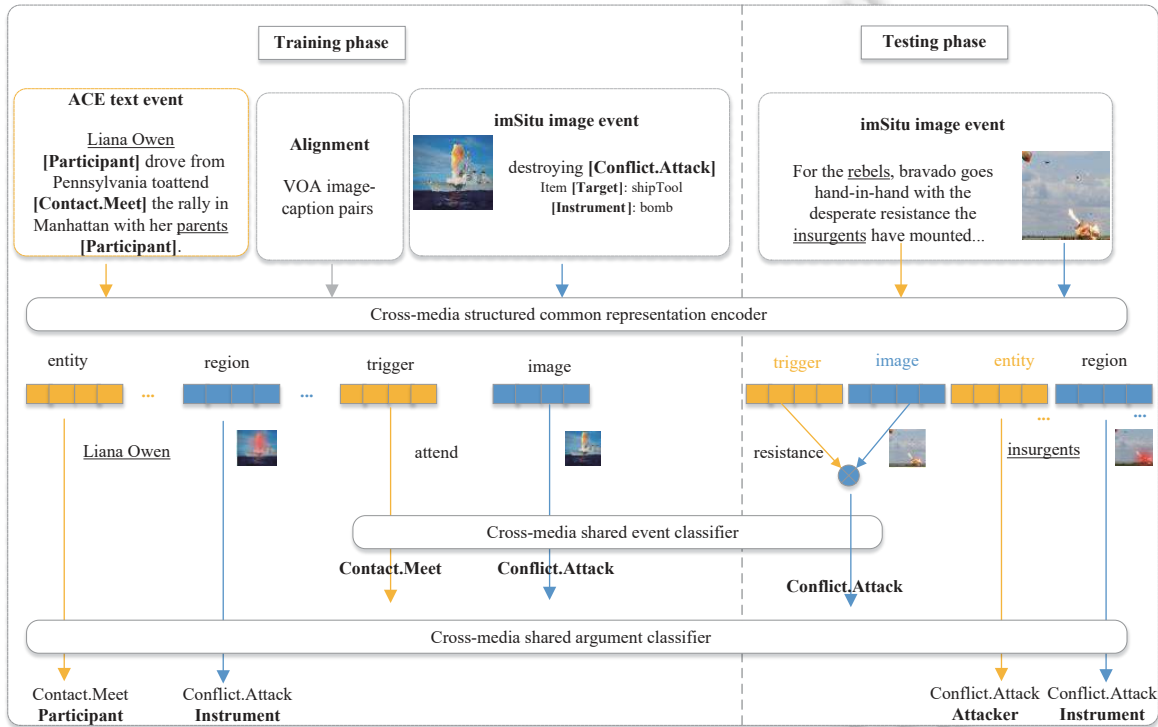 Training phase
Testing phase
ACE text event
Liana Owen
[Participant] drove from
Pennsylvania toattend
[Contact.Meet] the rally in
Manhattan with her parents
[Participant].
Alignment
VOA image-
caption pairs
imSitu image event
destroying [Conflict.Attack]
Item [Target]: shipTool
[Instrument]: bomb
imSitu image event
For the rebels, bravado goes
hand-in-hand with the
desperate resistance the
insurgents have mounted...
Cross-media structured common representation encoder
entity
region
trigger
image
trigger
image
entity
region
...
...
...
...
Liana Owen
attend
resistance
insurgents
Cross-media shared event classifier
Contact.Meet
Conflict.Attack
Conflict.Attack
Cross-media shared argument classifier
Contact.Meet
Participant
Conflict.Attack
Instrument
Conflict.Attack
Attacker
Conflict.Attack
Instrument